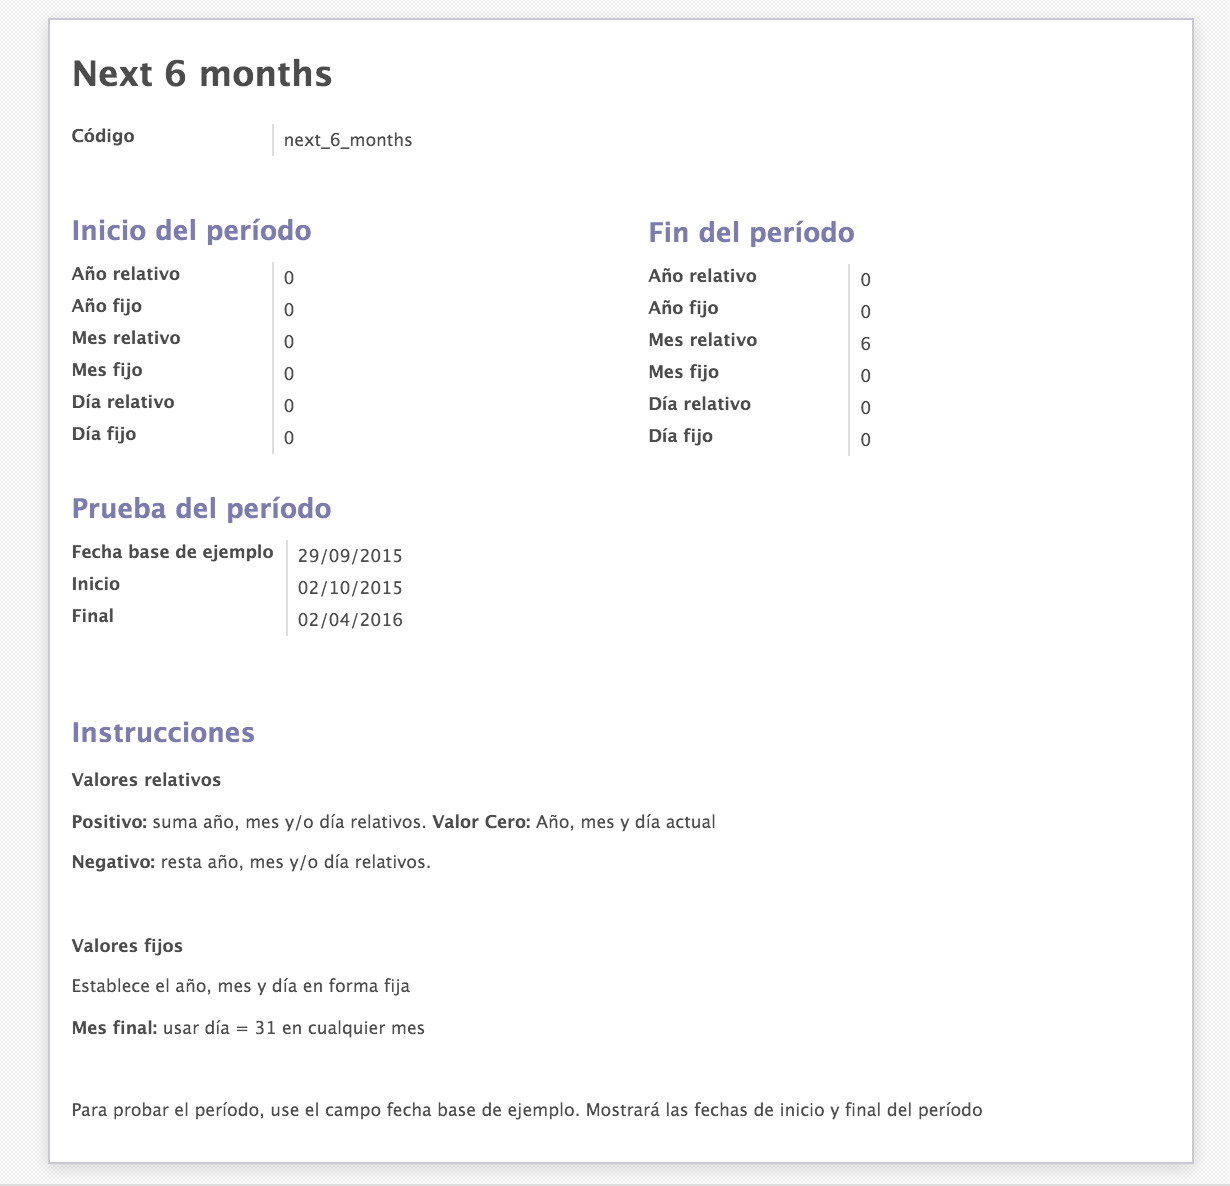 Next 6 months
Código next_6_months
Inicio del período
Año relativo 0
Año fijo 0
Mes relativo 0
Mes fijo 0
Día relativo 0
Día fijo 0
Fin del período
Año relativo 0
Año fijo 0
Mes relativo 6
Mes fijo 0
Día relativo 0
Día fijo 0
Prueba del período
Fecha base de ejemplo 29/09/2015
Inicio 02/10/2015
Final 02/04/2016
Instrucciones
Valores relativos
Positivo: suma año, mes y/o día relativos. Valor Cero: Año, mes y día actual
Negativo: resta año, mes y/o día relativos.
Valores fijos
Establece el año, mes y día en forma fija
Mes final: usar día = 31 en cualquier mes
Para probar el período, use el campo fecha base de ejemplo. Mostrará las fechas de inicio y final del período